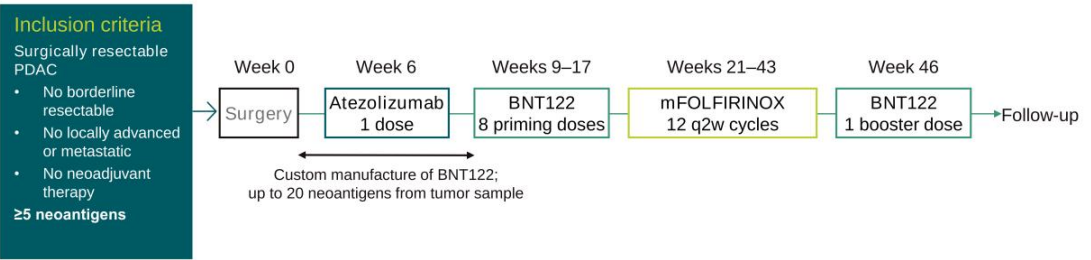 Inclusion criteria
Surgically resectable
PDAC
• No borderline
resectable
• No locally advanced
or metastatic
• No neoadjuvant
therapy
≥5 neoantigens
Week 0
Surgery
Week 6
Atezolizumab
1 dose
Weeks 9–17
BNT122
8 priming doses
Weeks 21–43
mFOLFIRINOX
12 q2w cycles
Week 46
BNT122
1 booster dose
Follow-up
Custom manufacture of BNT122;
up to 20 neoantigens from tumor sample